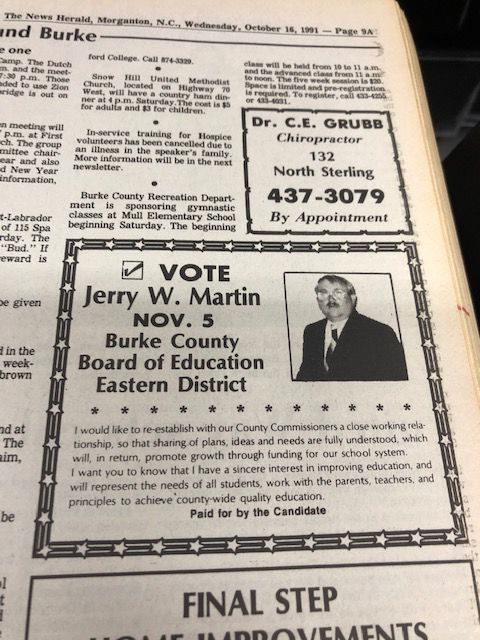 The News Herald, Morganton, N.C., Wednesday, October 16, 1991 — Page 9A
und Burke
e one
Camp. The Dutch
m. and the meet-
7:30 p.m. Those
ded to use Zion
ridge is out on
en meeting will
p.m. at First
ch. The group
mittee chair-
ear and also
d New Year
information,
t-Labrador
of 115 Spa
rday. The
"Bud." If
eward is
be given
d in the
week-
brown
nd at
The
aim,
be
ford College. Call 874-3329.
•
Snow Hill United Methodist
Church, located on Highway 70
West, will have a country ham din-
ner at 4 p.m. Saturday. The cost is $5
for adults and $3 for children.
•
In-service training for Hospice
volunteers has been cancelled due to
an illness in the speaker's family.
More information will be in the next
newsletter.
•
Burke County Recreation Depart-
ment is sponsoring gymnastic
classes at Mull Elementary School
beginning Saturday. The beginning
class will be held from 10 to 11 a.m.
and the advanced class from 11 a.m.
to noon. The five week session is $20.
Space is limited and pre-registration
is required. To register, call 433-4255
or 433-4031.
Dr. C.E. GRUBB
Chiropractor
132
North Sterling
437-3079
By Appointment
VOTE
Jerry W. Martin
NOV. 5
Burke County
Board of Education
Eastern District
* * * * * * * * * * * *
I would like to re-establish with our County Commissioners a close working rela-
tionship, so that sharing of plans, ideas and needs are fully understood, which
will, in return, promote growth through funding for our school system.
I want you to know that I have a sincere interest in improving education, and
will represent the needs of all students, work with the parents, teachers, and
principles to achieve county-wide quality education.
Paid for by the Candidate
FINAL STEP
HOME IMPROVEMENTS